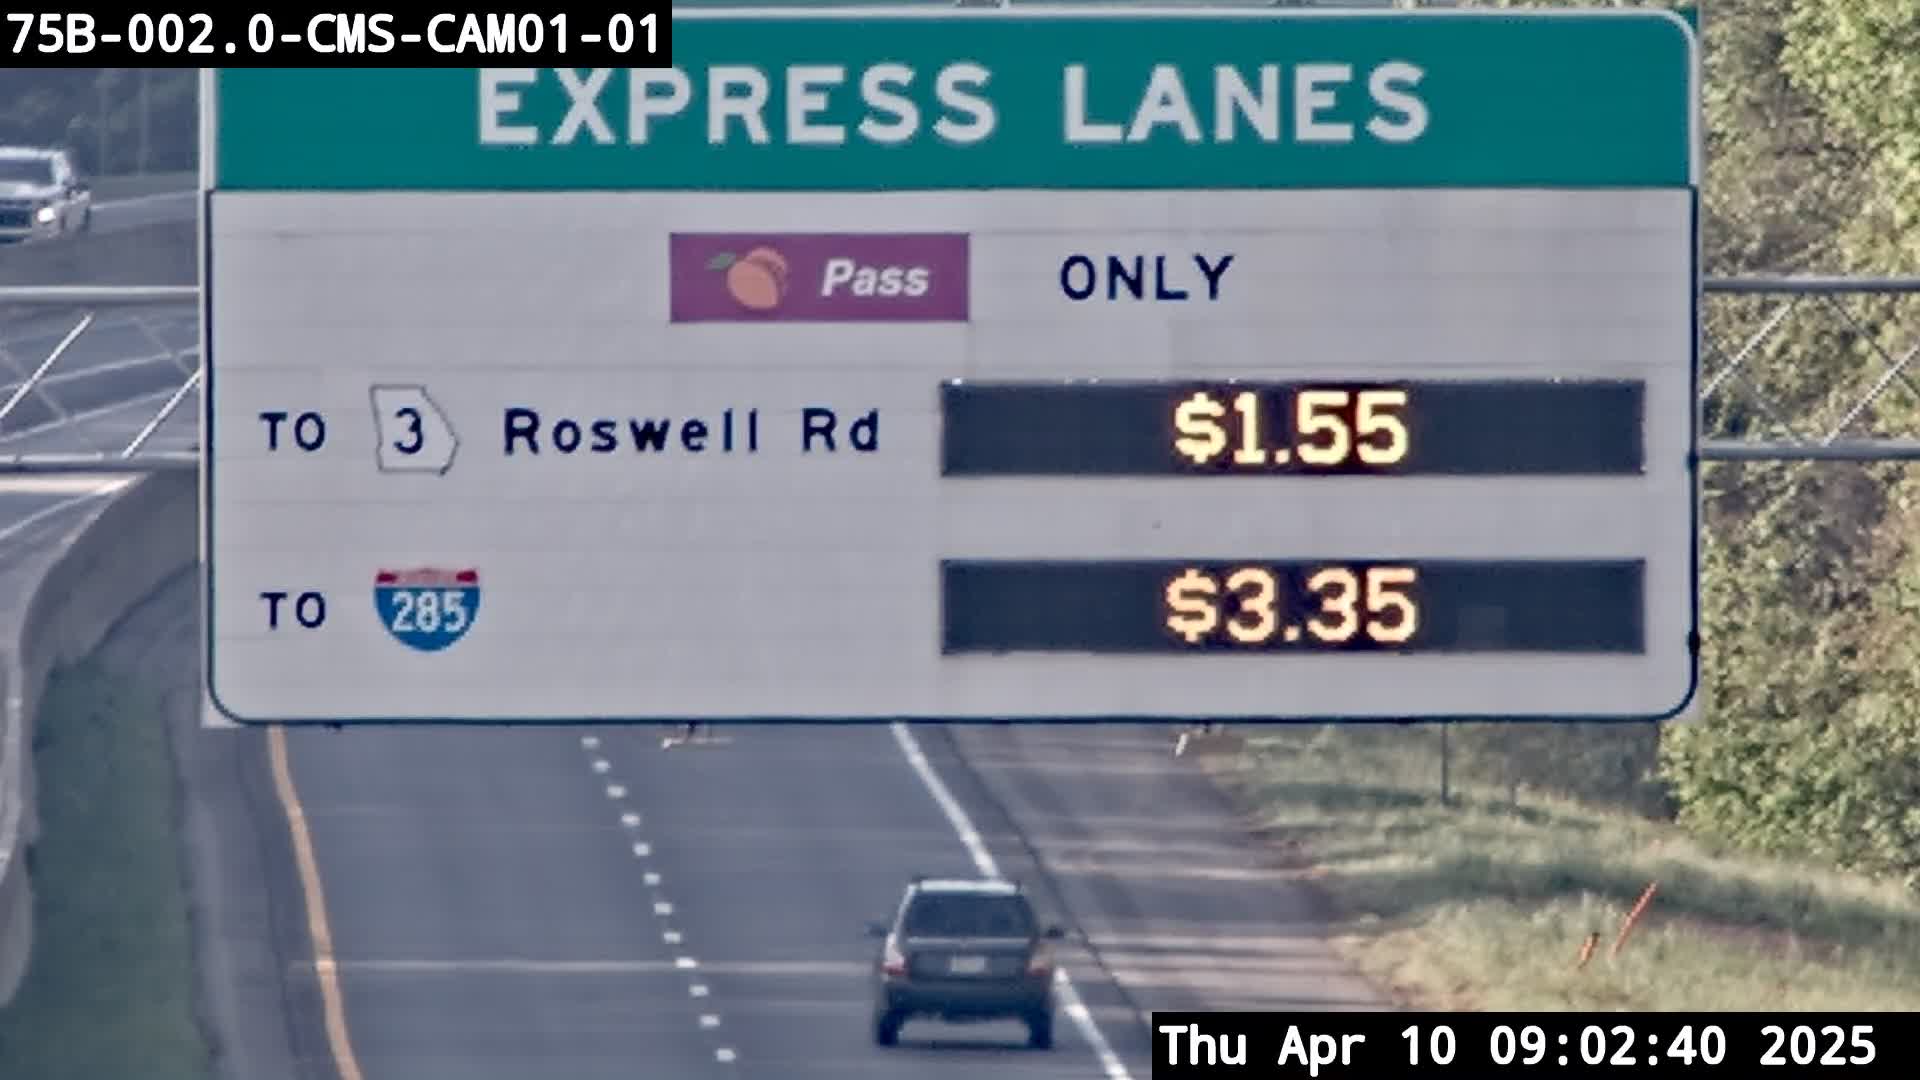 75B-002.0-CMS-CAM01-01
EXPRESS LANES
Pass ONLY
TO 3 Roswell Rd $1.55
TO 285 $3.35
Thu Apr 10 09:02:40 2025